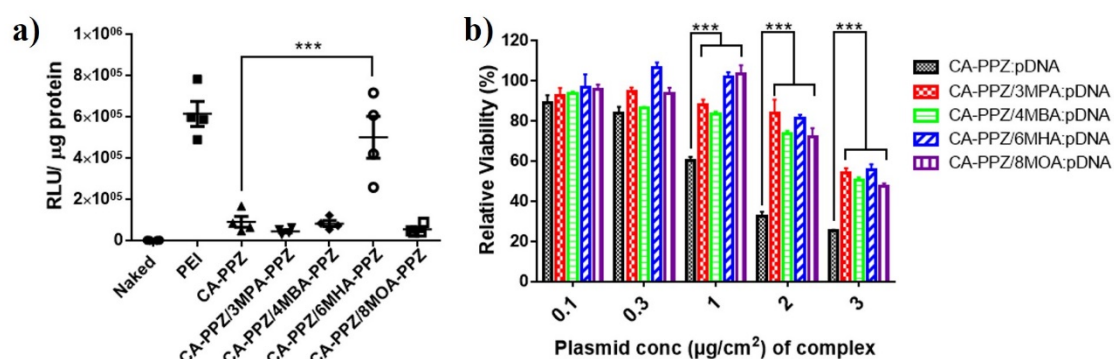 a)
1×10⁰⁶
8×10⁰⁵
6×10⁰⁵
4×10⁰⁵
2×10⁰⁵
0
RLU/ µg protein
***
Naked
PEI
CA-PPZ
CA-PPZ/3MPA-PPZ
CA-PPZ/4MBA-PPZ
CA-PPZ/6MHA-PPZ
CA-PPZ/8MOA-PPZ
b)
120
100
80
60
40
20
0
Relative Viability (%)
***
***
***
0.1
0.3
1
2
3
Plasmid conc (µg/cm²) of complex
CA-PPZ:pDNA
CA-PPZ/3MPA:pDNA
CA-PPZ/4MBA:pDNA
CA-PPZ/6MHA:pDNA
CA-PPZ/8MOA:pDNA